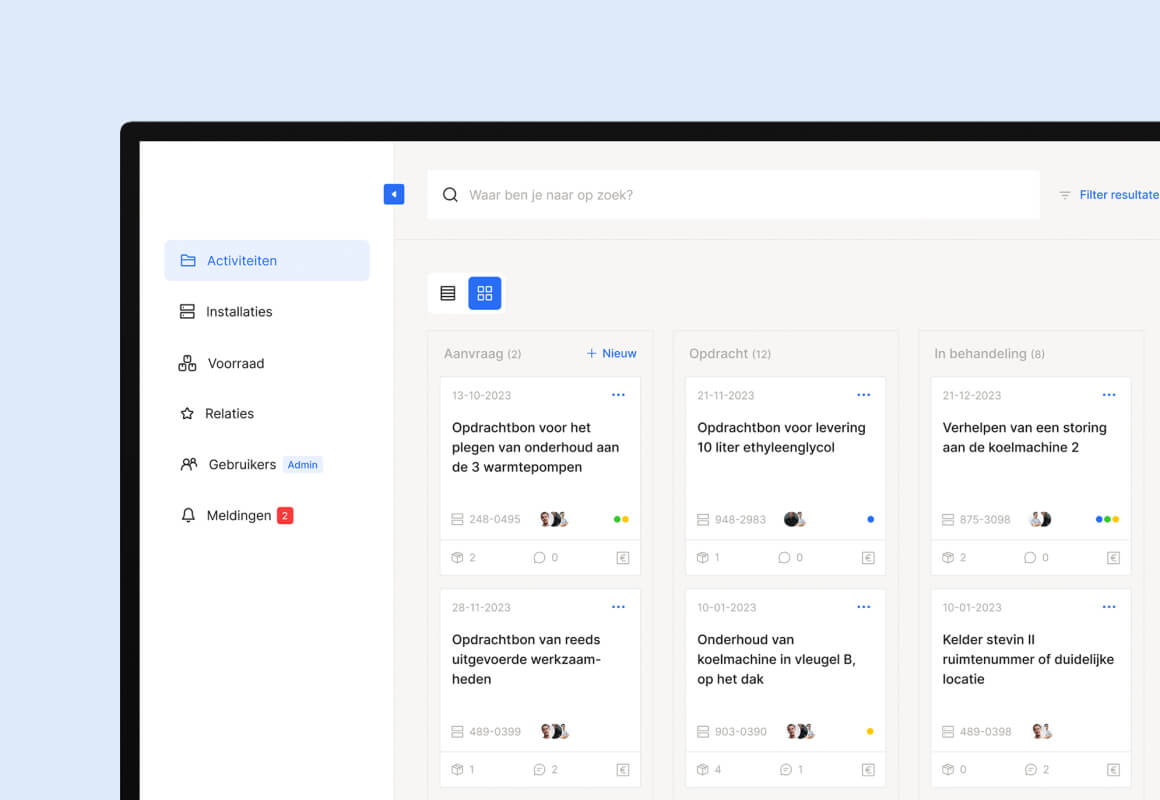 Waar ben je naar op zoek?
Filter resultate
Activiteiten
Installaties
Voorraad
Relaties
Gebruikers Admin
Meldingen 2
Aanvraag (2)
+ Nieuw
13-10-2023
Opdrachtbon voor het
plegen van onderhoud aan
de 3 warmtepompen
248-0495
2
0
28-11-2023
Opdrachtbon van reeds
uitgevoerde werkzaam-
heden
489-0399
1
2
Opdracht (12)
21-11-2023
Opdrachtbon voor levering
10 liter ethyleenglycol
948-2983
1
0
10-01-2023
Onderhoud van
koelmachine in vleugel B,
op het dak
903-0390
4
1
In behandeling (8)
21-12-2023
Verhelpen van een storing
aan de koelmachine 2
875-3098
2
0
10-01-2023
Kelder stevin II
ruimtenummer of duidelijke
locatie
489-0398
0
2